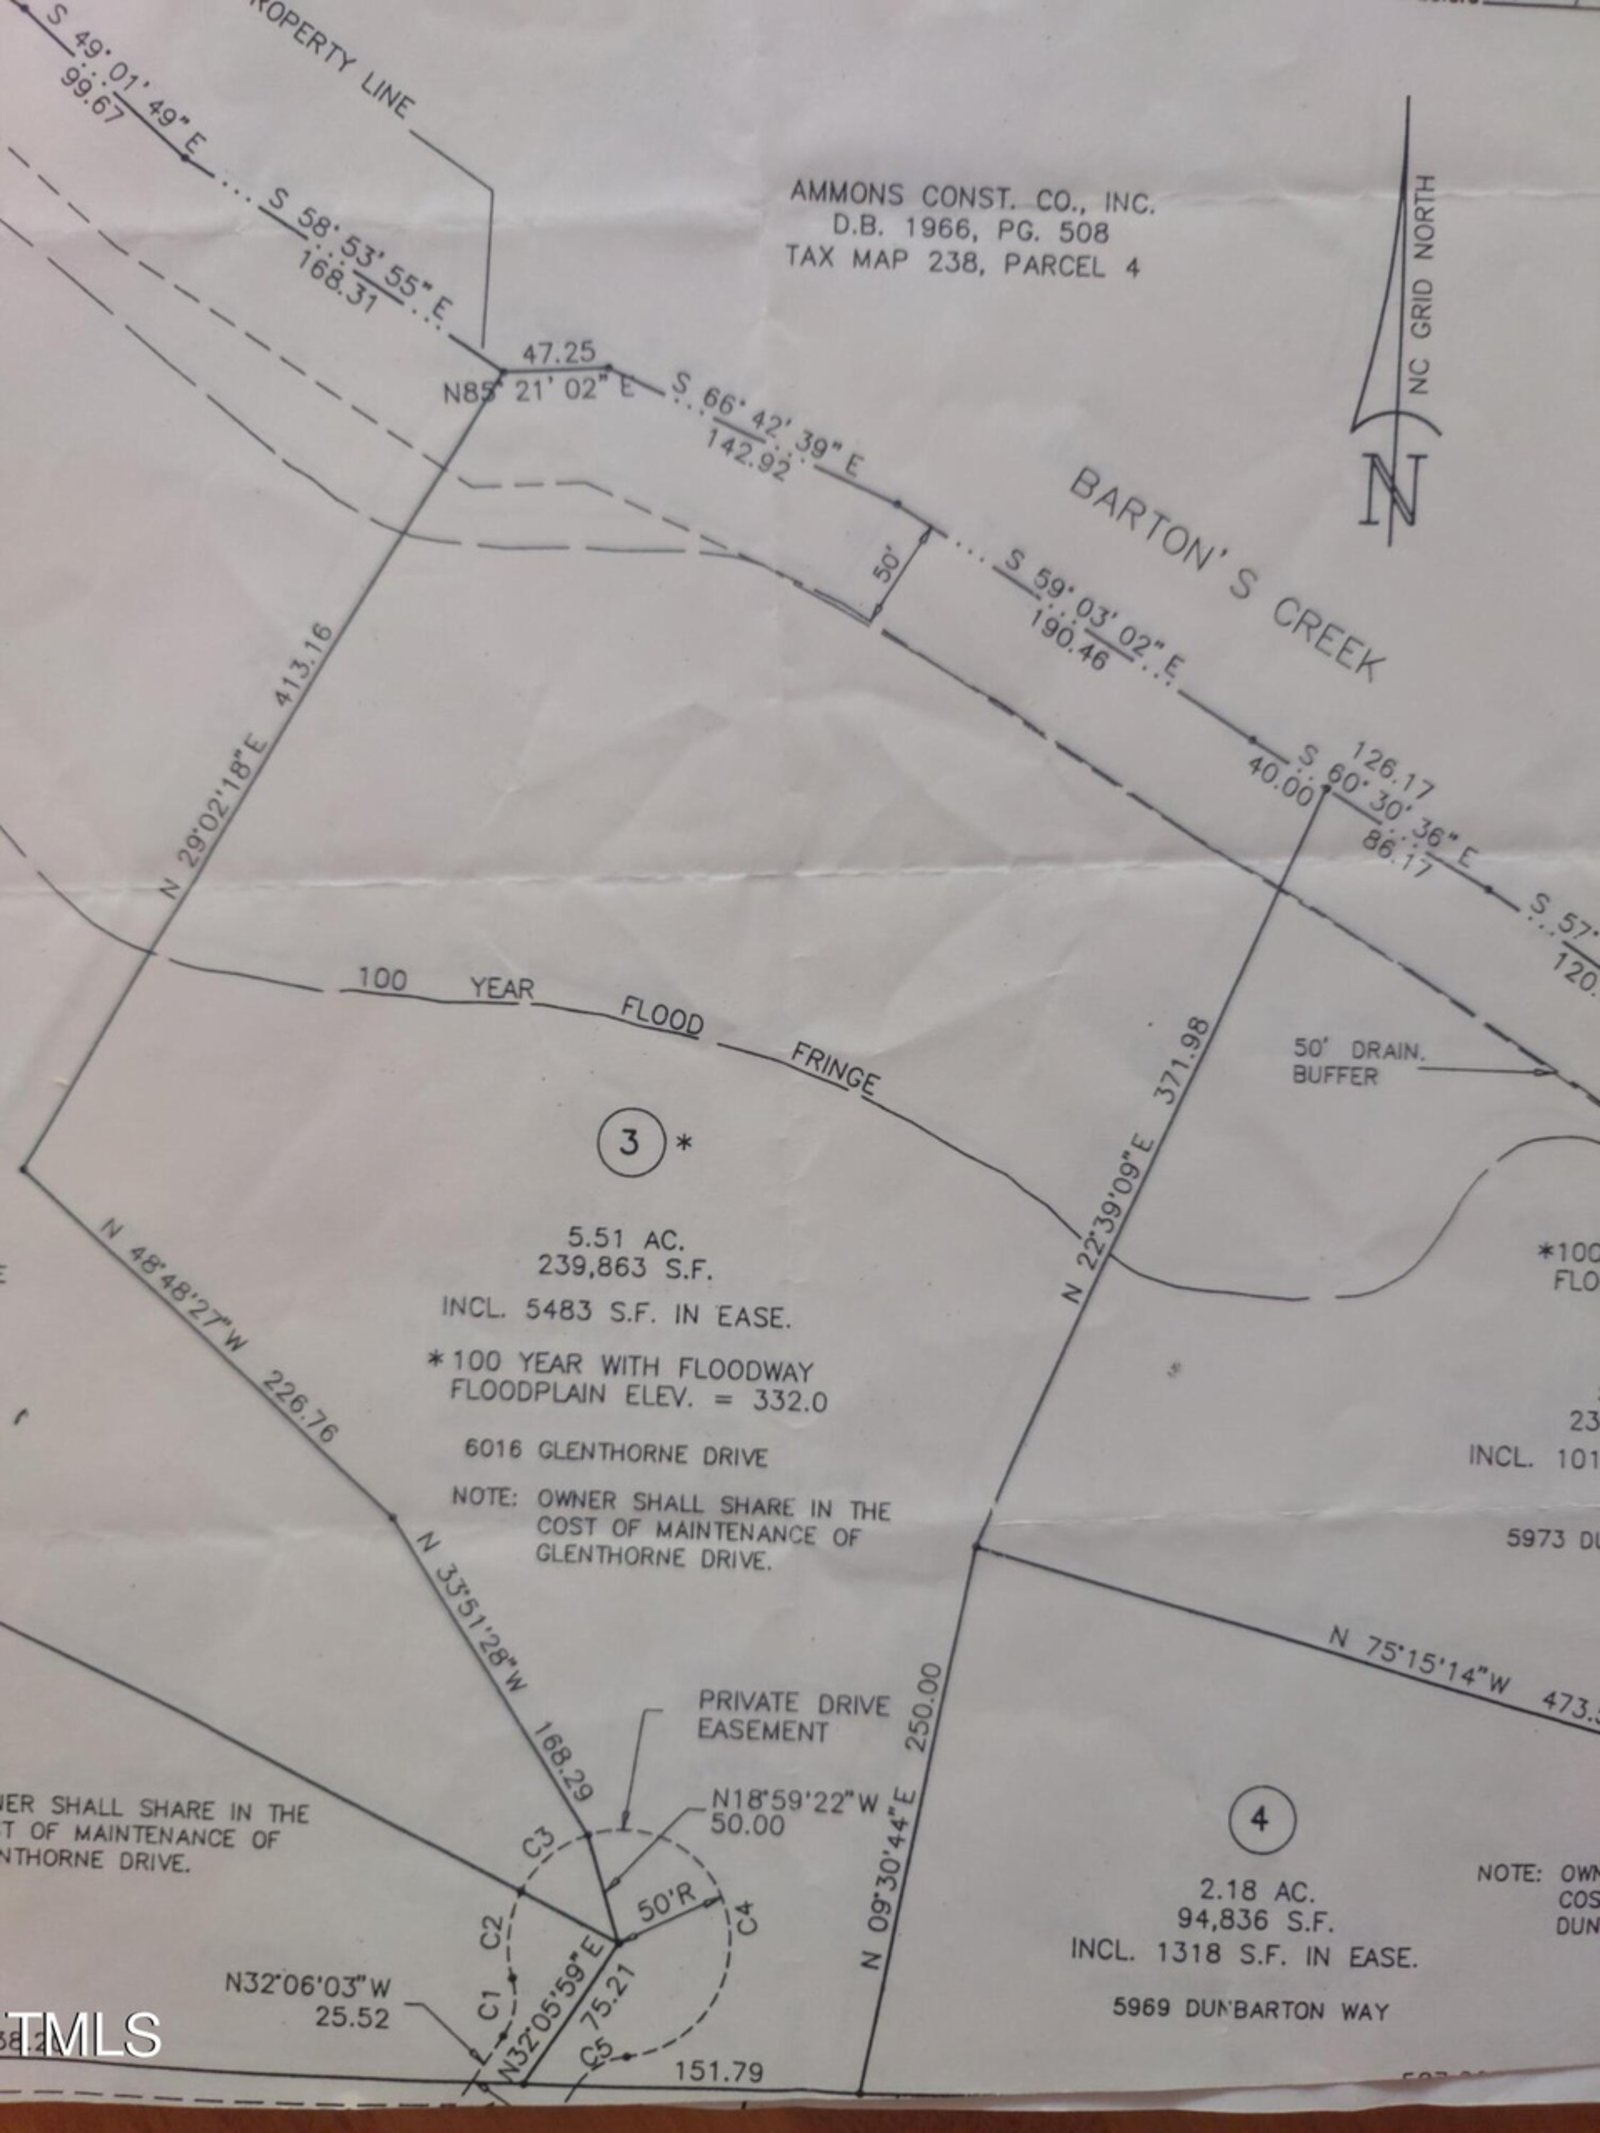 S 49°01'49" E
99.67
ROPERTY LINE
AMMONS CONST. CO., INC.
D.B. 1966, PG. 508
TAX MAP 238, PARCEL 4
NC GRID NORTH
N
S 58°53'55" E
168.31
47.25
N85°21'02" E
S 66°42'39" E
142.92
BARTON'S CREEK
50'
S 59°03'02" E
190.46
413.16
N 29°02'18"E
126.17
S 60°30'36" E
40.00
86.17
S 57°
120.
100 YEAR FLOOD FRINGE
371.98
N 22°39'09"E
50' DRAIN.
BUFFER
3 *
5.51 AC.
239,863 S.F.
INCL. 5483 S.F. IN EASE.
*100 YEAR WITH FLOODWAY
FLOODPLAIN ELEV. = 332.0
6016 GLENTHORNE DRIVE
NOTE: OWNER SHALL SHARE IN THE
COST OF MAINTENANCE OF
GLENTHORNE DRIVE.
N 48°48'27"W 226.76
*100
FLO
23
INCL. 101
5973 DU
N 33°51'28"W 168.29
N 75°15'14"W 473.5
PRIVATE DRIVE
EASEMENT
N18°59'22"W
50.00
N 09°30'44"E 250.00
NER SHALL SHARE IN THE
T OF MAINTENANCE OF
NTHORNE DRIVE.
C3
C2
50'R
C4
C1
N32°06'03"W
25.52
N32°05'59"E
75.21
C5
151.79
4
2.18 AC.
94,836 S.F.
INCL. 1318 S.F. IN EASE.
5969 DUNBARTON WAY
NOTE: OWN
COS
DUN
TMLS